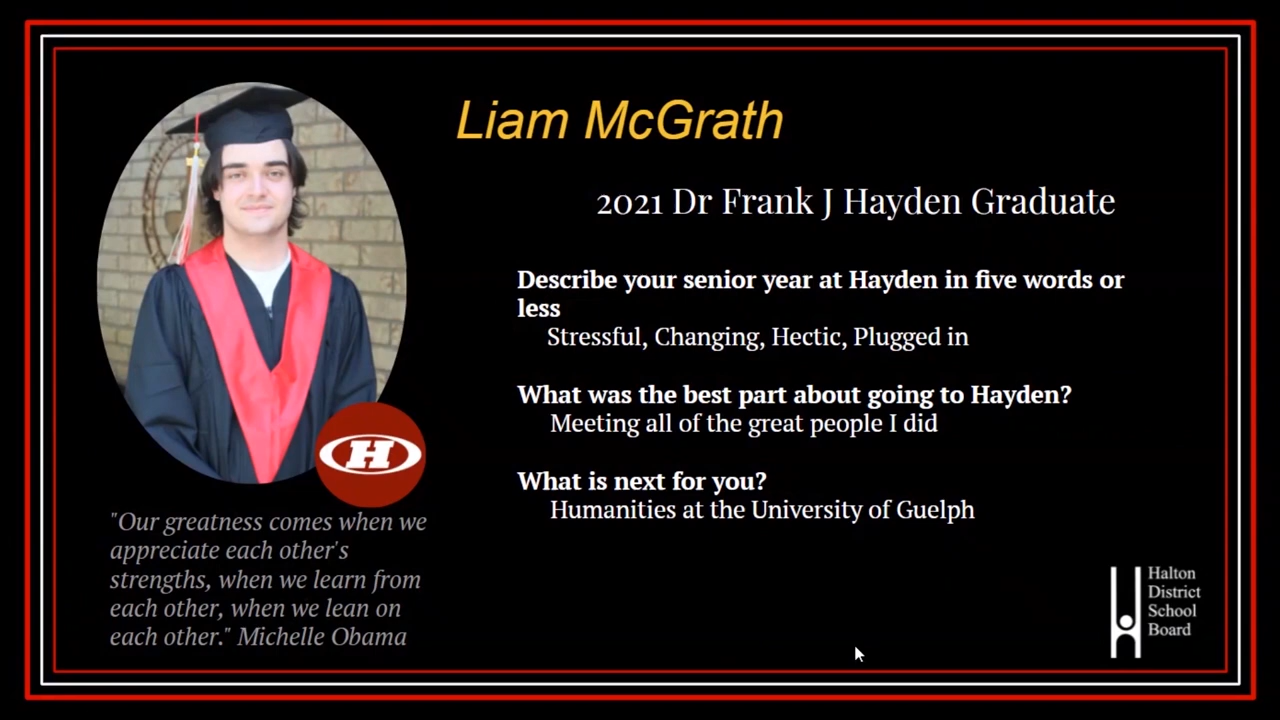 Liam McGrath
2021 Dr Frank J Hayden Graduate
Describe your senior year at Hayden in five words or
less
Stressful, Changing, Hectic, Plugged in
What was the best part about going to Hayden?
Meeting all of the great people I did
What is next for you?
Humanities at the University of Guelph
H
"Our greatness comes when we
appreciate each other's
strengths, when we learn from
each other, when we lean on
each other." Michelle Obama
Halton
District
School
Board